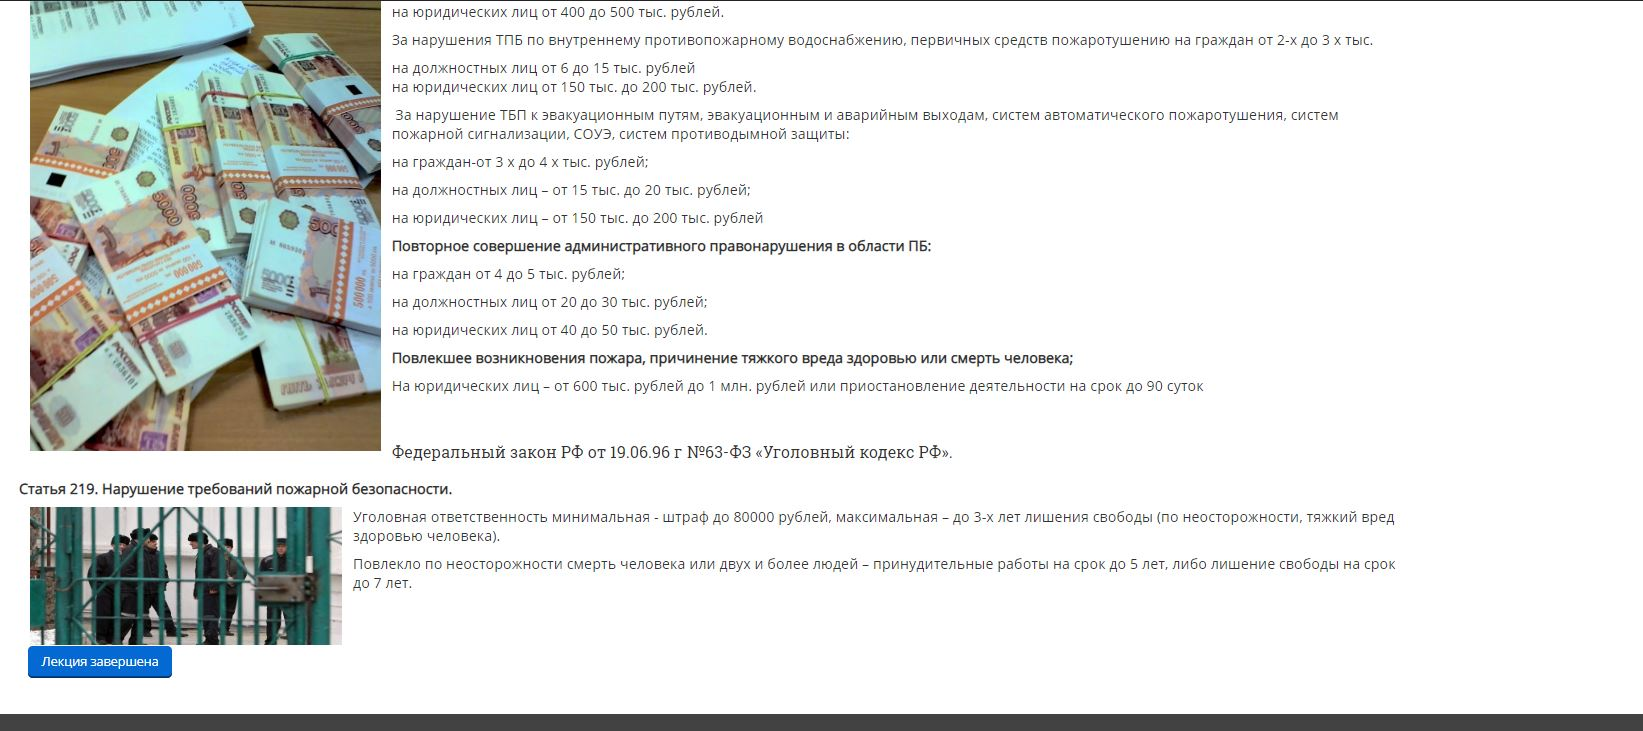 на юридических лиц от 400 до 500 тыс. рублей.
За нарушения ТПБ по внутреннему противопожарному водоснабжению, первичных средств пожаротушению на граждан от 2-х до 3 х тыс.
на должностных лиц от 6 до 15 тыс. рублей
на юридических лиц от 150 тыс. до 200 тыс. рублей.
За нарушение ТБП к эвакуационным путям, эвакуационным и аварийным выходам, систем автоматического пожаротушения, систем
пожарной сигнализации, СОУЭ, систем противодымной защиты:
на граждан-от 3 х до 4 х тыс. рублей;
на должностных лиц – от 15 тыс. до 20 тыс. рублей;
на юридических лиц – от 150 тыс. до 200 тыс. рублей
Повторное совершение административного правонарушения в области ПБ:
на граждан от 4 до 5 тыс. рублей;
на должностных лиц от 20 до 30 тыс. рублей;
на юридических лиц от 40 до 50 тыс. рублей.
Повлекшее возникновения пожара, причинение тяжкого вреда здоровью или смерть человека;
На юридических лиц – от 600 тыс. рублей до 1 млн. рублей или приостановление деятельности на срок до 90 суток
Федеральный закон РФ от 19.06.96 г №63-ФЗ «Уголовный кодекс РФ».
Статья 219. Нарушение требований пожарной безопасности.
Уголовная ответственность минимальная - штраф до 80000 рублей, максимальная – до 3-х лет лишения свободы (по неосторожности, тяжкий вред
здоровью человека).
Повлекло по неосторожности смерть человека или двух и более людей – принудительные работы на срок до 5 лет, либо лишение свободы на срок
до 7 лет.
Лекция завершена